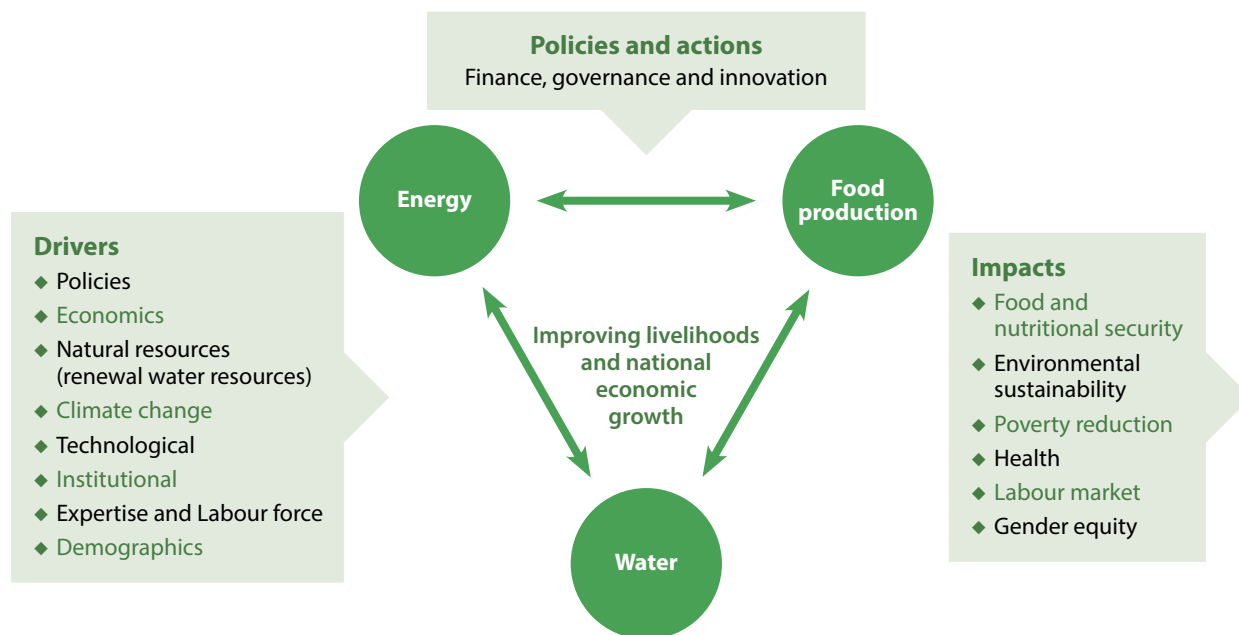 Policies and actions
Finance, governance and innovation
Energy
Food
production
Drivers
◆ Policies
◆ Economics
◆ Natural resources
(renewal water resources)
◆ Climate change
◆ Technological
◆ Institutional
◆ Expertise and Labour force
◆ Demographics
Improving livelihoods
and national
economic
growth
Water
Impacts
◆ Food and
nutritional security
◆ Environmental
sustainability
◆ Poverty reduction
◆ Health
◆ Labour market
◆ Gender equity